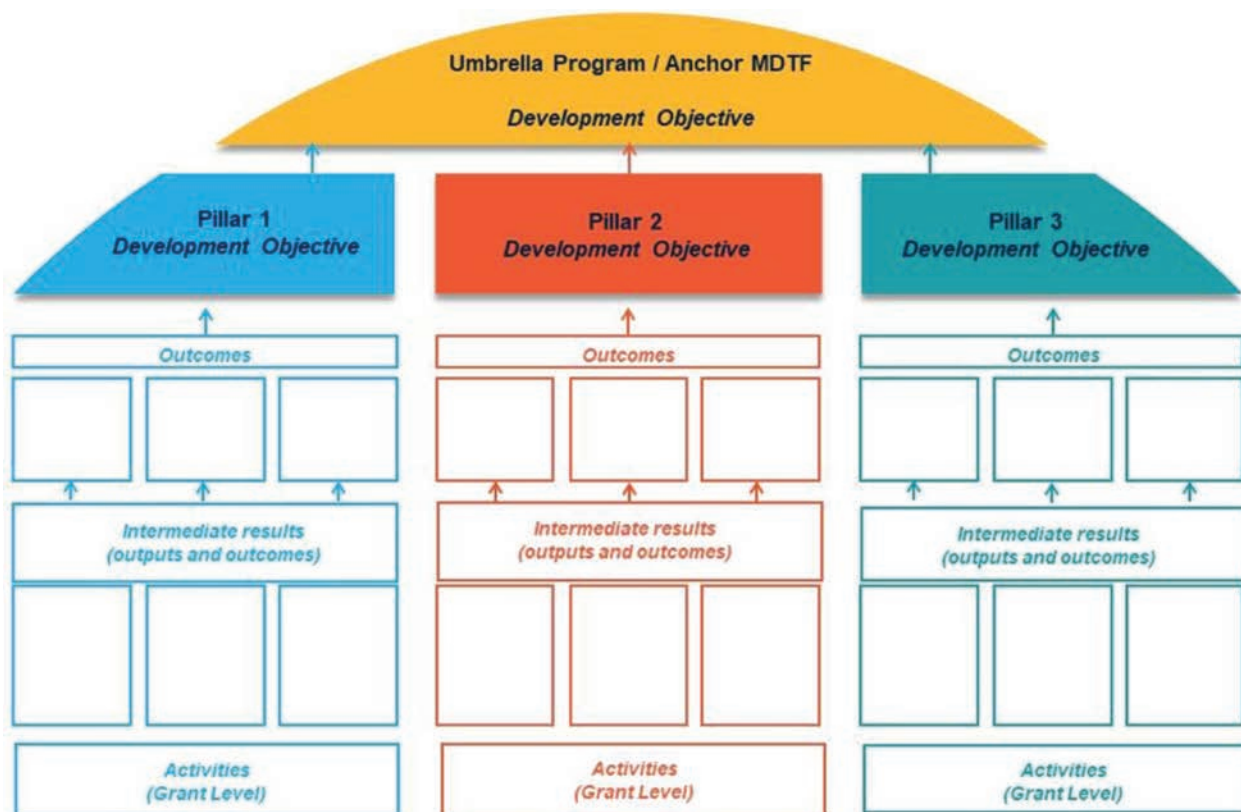 Umbrella Program / Anchor MDTF
Development Objective
Pillar 1
Development Objective
Pillar 2
Development Objective
Pillar 3
Development Objective
Outcomes
Outcomes
Outcomes
Intermediate results
(outputs and outcomes)
Intermediate results
(outputs and outcomes)
Intermediate results
(outputs and outcomes)
Activities
(Grant Level)
Activities
(Grant Level)
Activities
(Grant Level)